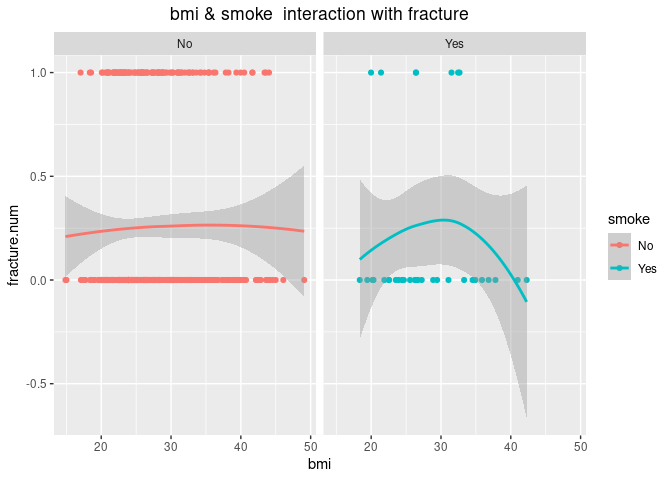 bmi & smoke  interaction with fracture
No
Yes
fracture.num
1.0
0.5
0.0
-0.5
20
30
40
50
20
30
40
50
bmi
smoke
No
Yes